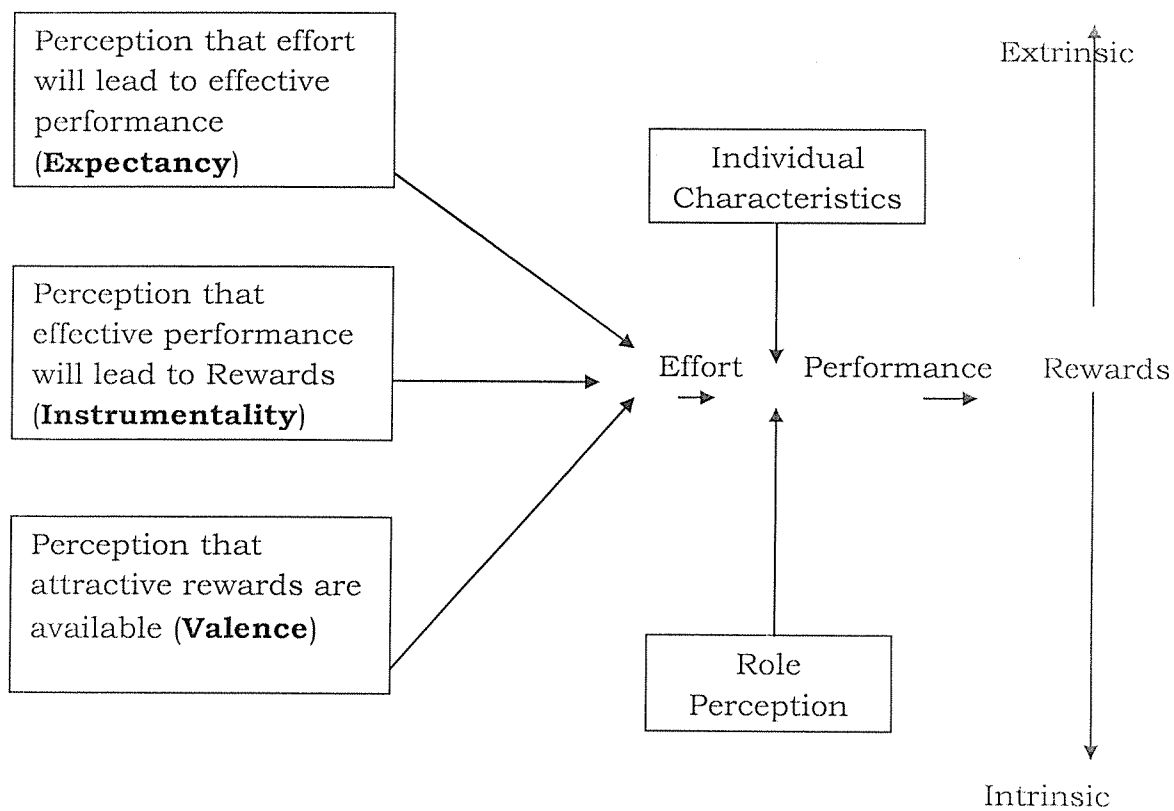 Perception that effort
will lead to effective
performance
(Expectancy)
Perception that
effective performance
will lead to Rewards
(Instrumentality)
Perception that
attractive rewards are
available (Valence)
Individual
Characteristics
Effort
Performance
Rewards
Role
Perception
Extrinsic
Intrinsic